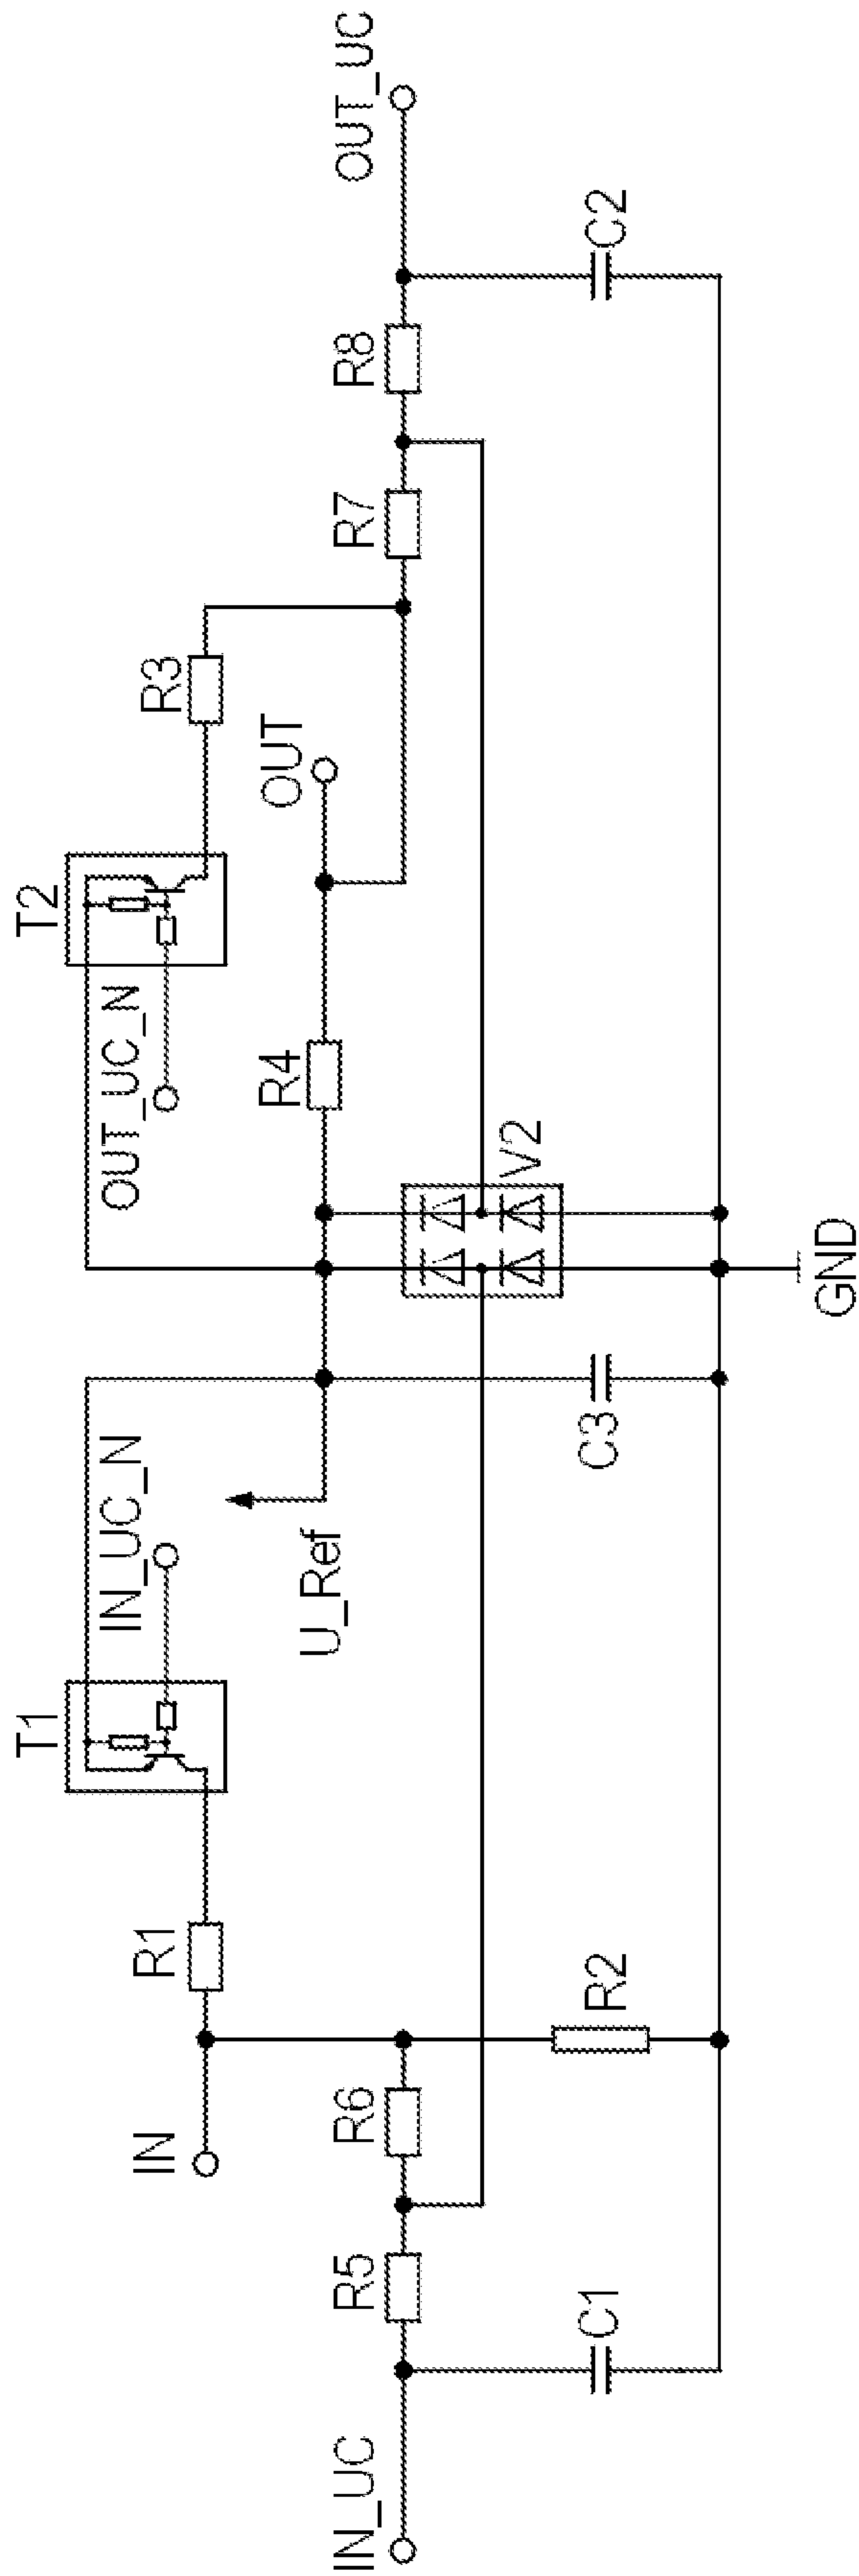 T1
T2
IN_UC_N
OUT_UC_N
R1
R3
IN
U_Ref
R4
OUT
IN_UC
R5
R6
R7
R8
OUT_UC
V2
C1
R2
C3
C2
GND